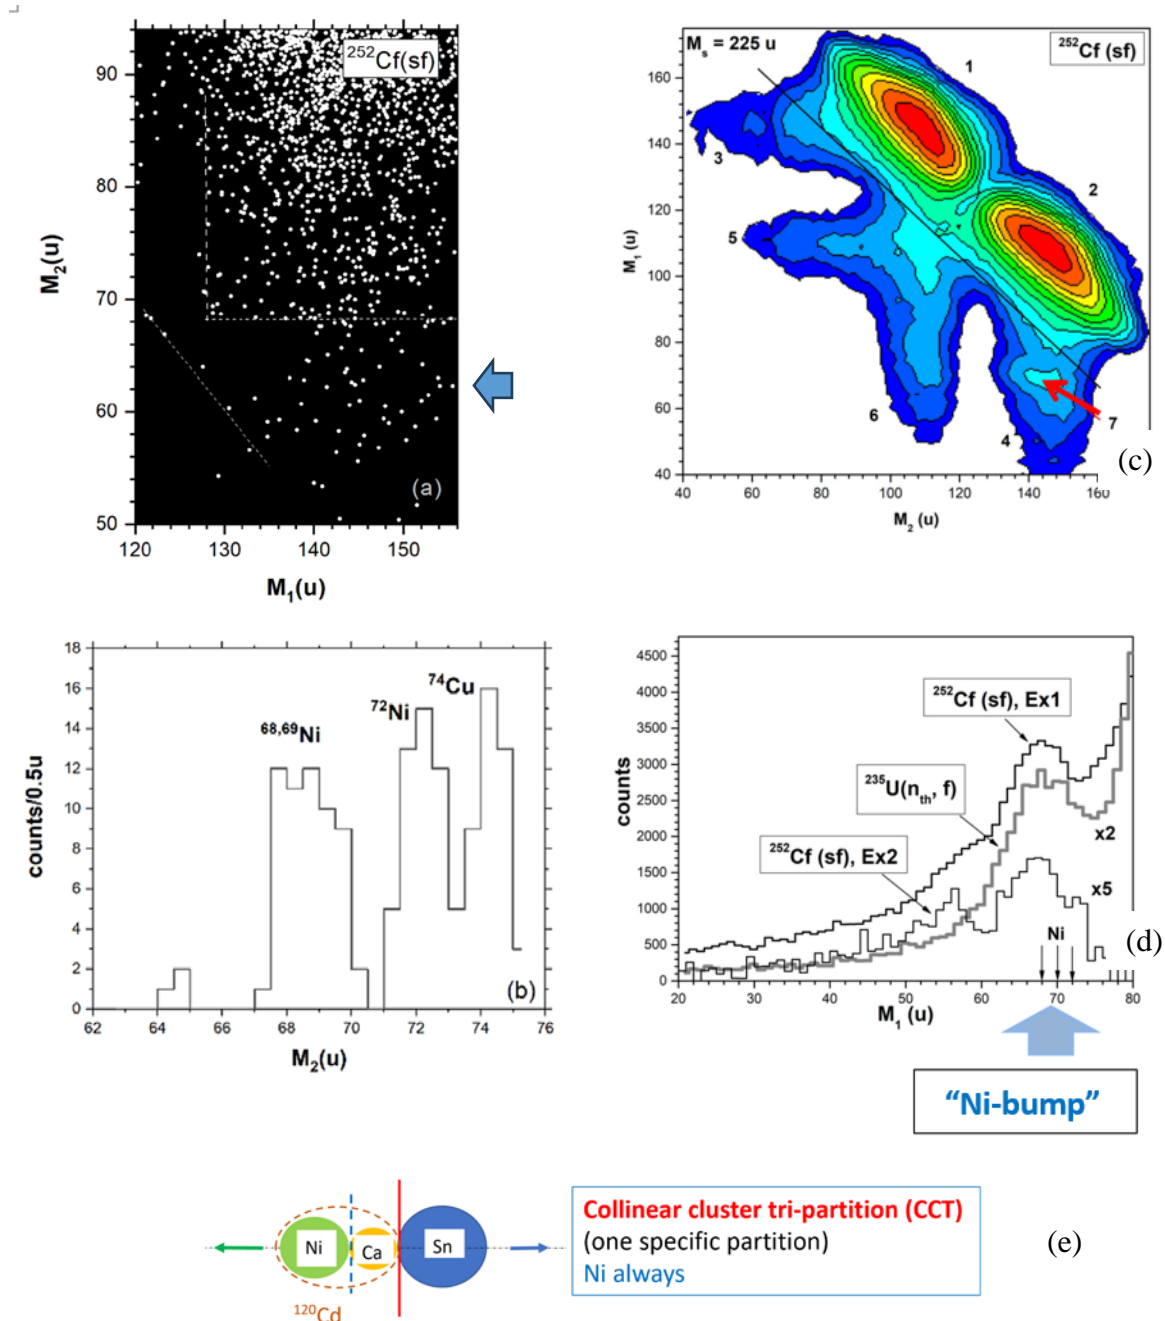 252Cf(sf)
90
80
70
60
50
M2(u)
120 130 140 150
M1(u)
(a)
Ms = 225 u
252Cf (sf)
1
2
3
4
5
6
7
160
140
120
100
80
60
40
M1 (u)
40 60 80 100 120 140 160
M2 (u)
(c)
18
16
14
12
10
8
6
4
2
0
counts/0.5u
68,69Ni
72Ni
74Cu
(b)
62 64 66 68 70 72 74 76
M2(u)
4500
4000
3500
3000
2500
2000
1500
1000
500
0
counts
252Cf (sf), Ex1
235U(nth, f)
x2
252Cf (sf), Ex2
x5
Ni
(d)
20 30 40 50 60 70 80
M1 (u)
“Ni-bump”
Ni
Ca
Sn
120Cd
Collinear cluster tri-partition (CCT)
(one specific partition)
Ni always
(e)